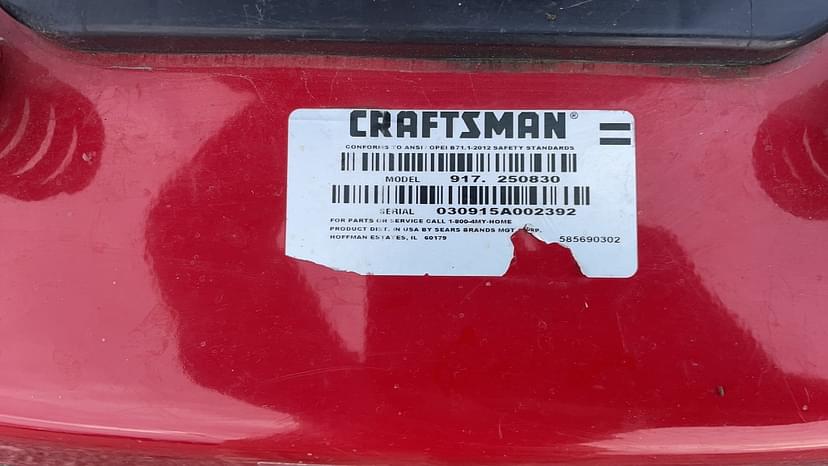 CRAFTSMAN®
CONFORMS TO ANSI / OPEI B71.1-2012 SAFETY STANDARDS
MODEL 917. 250830
SERIAL 030915A002392
FOR PARTS OR SERVICE CALL 1-800-4MY-HOME
PRODUCT DIST. IN USA BY SEARS BRANDS MGT
HOFFMAN ESTATES, IL 60179
585690302